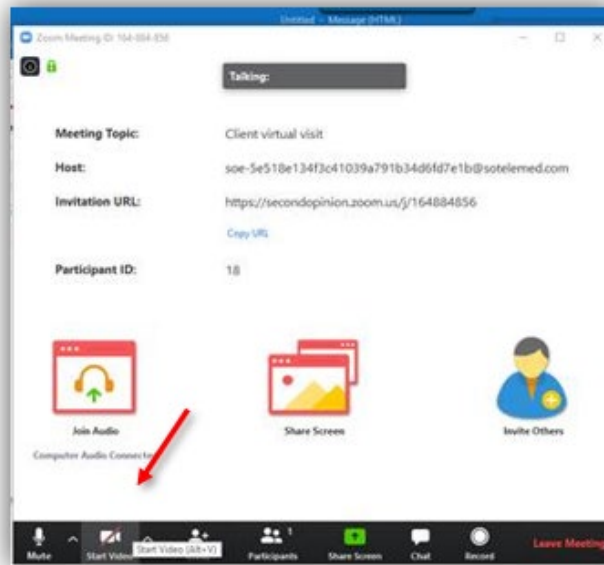 Untitled - Message (HTML)
Zoom Meeting ID: 164-884-856
Talking:
Meeting Topic: Client virtual visit
Host: soe-5e518e134f3c41039a791b34d6fd7e1b@sotelemed.com
Invitation URL: https://secondopinion.zoom.us/j/164884856
Copy URL
Participant ID: 18
Join Audio Share Screen Invite Others
Computer Audio Connected
1
Mute Start Video Start Video (Alt+V) Participants Share Screen Chat Record Leave Meeting